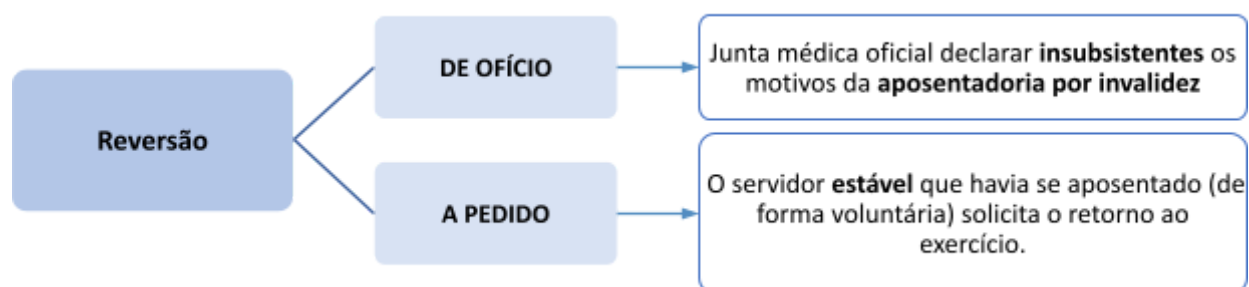 Reversão
DE OFÍCIO
Junta médica oficial declarar insubsistentes os
motivos da aposentadoria por invalidez
A PEDIDO
O servidor estável que havia se aposentado (de
forma voluntária) solicita o retorno ao
exercício.